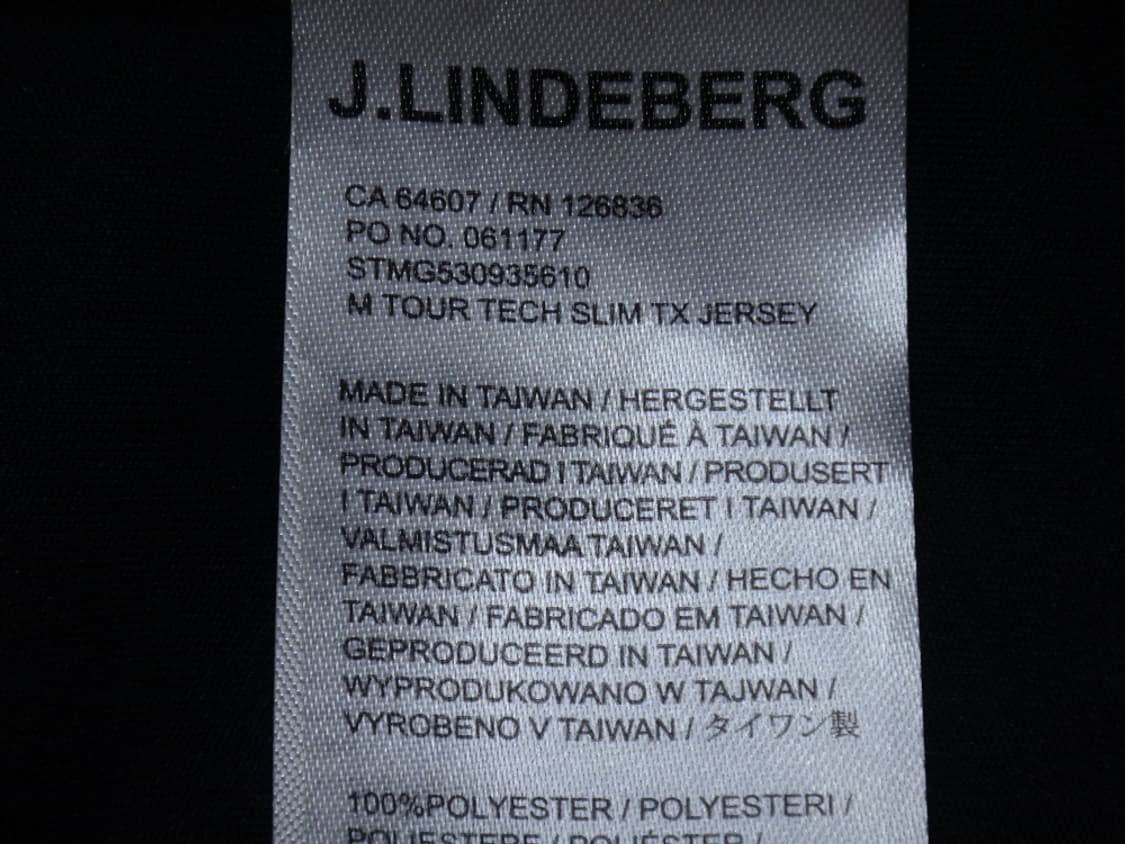 J.LINDEBERG
CA 64607 / RN 126836
PO NO. 061177
STMG530935610
M TOUR TECH SLIM TX JERSEY
MADE IN TAIWAN / HERGESTELLT
IN TAIWAN / FABRIQUÉ À TAIWAN /
PRODUCERAD I TAIWAN / PRODUSERT
I TAIWAN / PRODUCERET I TAIWAN /
VALMISTUSMAA TAIWAN /
FABBRICATO IN TAIWAN / HECHO EN
TAIWAN / FABRICADO EM TAIWAN /
GEPRODUCEERD IN TAIWAN /
WYPRODUKOWANO W TAJWAN /
VYROBENO V TAIWAN / タイワン製
100%POLYESTER / POLYESTERI /
POLIESTERE / POLIÉSTER /